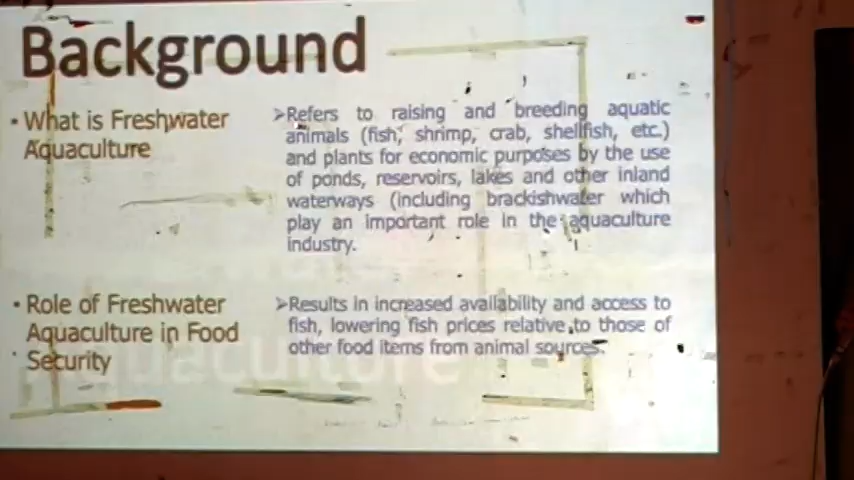 Background
• What is Freshwater
Aquaculture
➢Refers to raising and breeding aquatic
animals (fish, shrimp, crab, shellfish, etc.)
and plants for economic purposes by the use
of ponds, reservoirs, lakes and other inland
waterways (including brackishwater which
play an important role in the aquaculture
industry.
• Role of Freshwater
Aquaculture in Food
Security
➢Results in increased availability and access to
fish, lowering fish prices relative to those of
other food items from animal sources.
Aquaculture